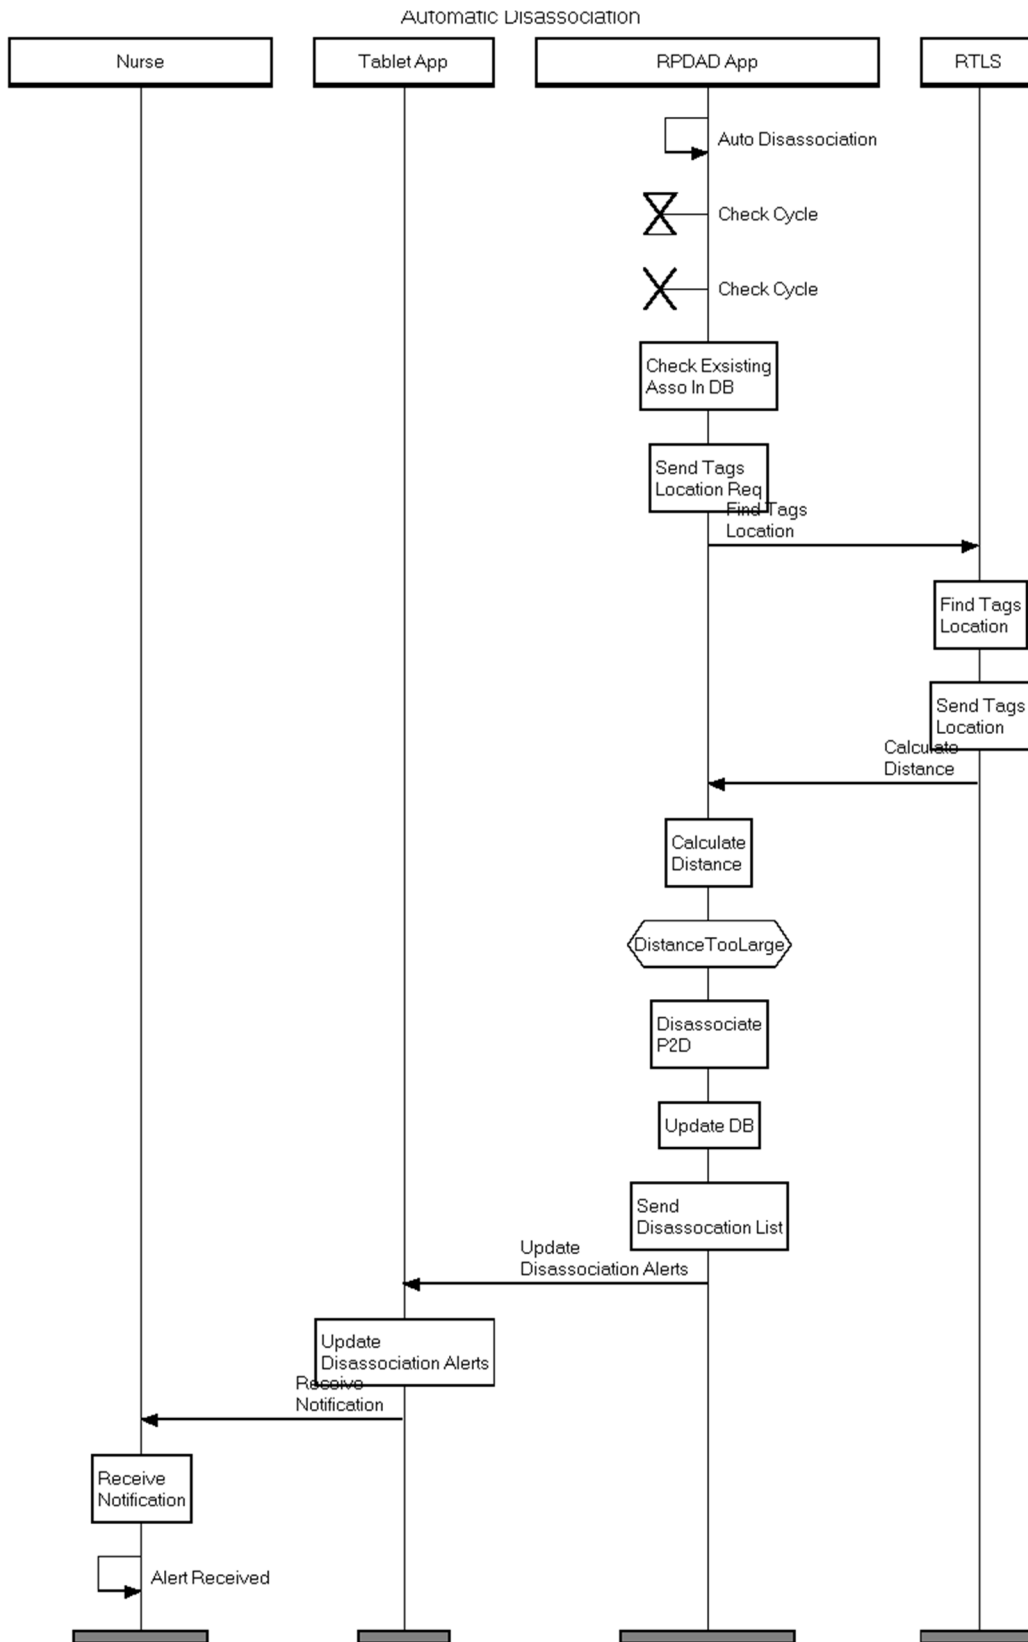 Automatic Disassociation
Nurse
Tablet App
RPDAD App
RTLS
Auto Disassociation
Check Cycle
Check Cycle
Check Exsisting
Asso In DB
Send Tags
Location Req
Find Tags
Location
Find Tags
Location
Send Tags
Location
Calculate
Distance
Calculate
Distance
DistanceTooLarge
Disassociate
P2D
Update DB
Send
Disassocation List
Update
Disassociation Alerts
Update
Disassociation Alerts
Receive
Notification
Receive
Notification
Alert Received